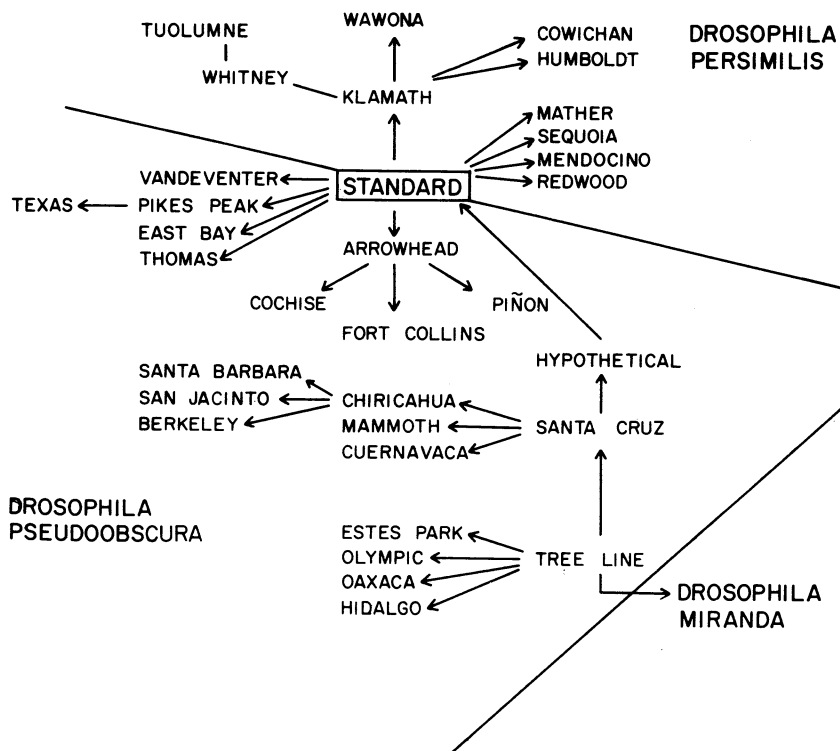 WAWONA
TUOLUMNE
COWICHAN
DROSOPHILA
PERSIMILIS
HUMBOLDT
WHITNEY
KLAMATH
MATHER
SEQUOIA
MENDOCINO
REDWOOD
VANDEVENTER
STANDARD
TEXAS
PIKES PEAK
EAST BAY
THOMAS
ARROWHEAD
COCHISE
PIÑON
FORT COLLINS
HYPOTHETICAL
SANTA BARBARA
SAN JACINTO
BERKELEY
CHIRICAHUA
MAMMOTH
CUERNAVACA
SANTA CRUZ
DROSOPHILA
PSEUDOOBSCURA
ESTES PARK
OLYMPIC
OAXACA
HIDALGO
TREE LINE
DROSOPHILA
MIRANDA